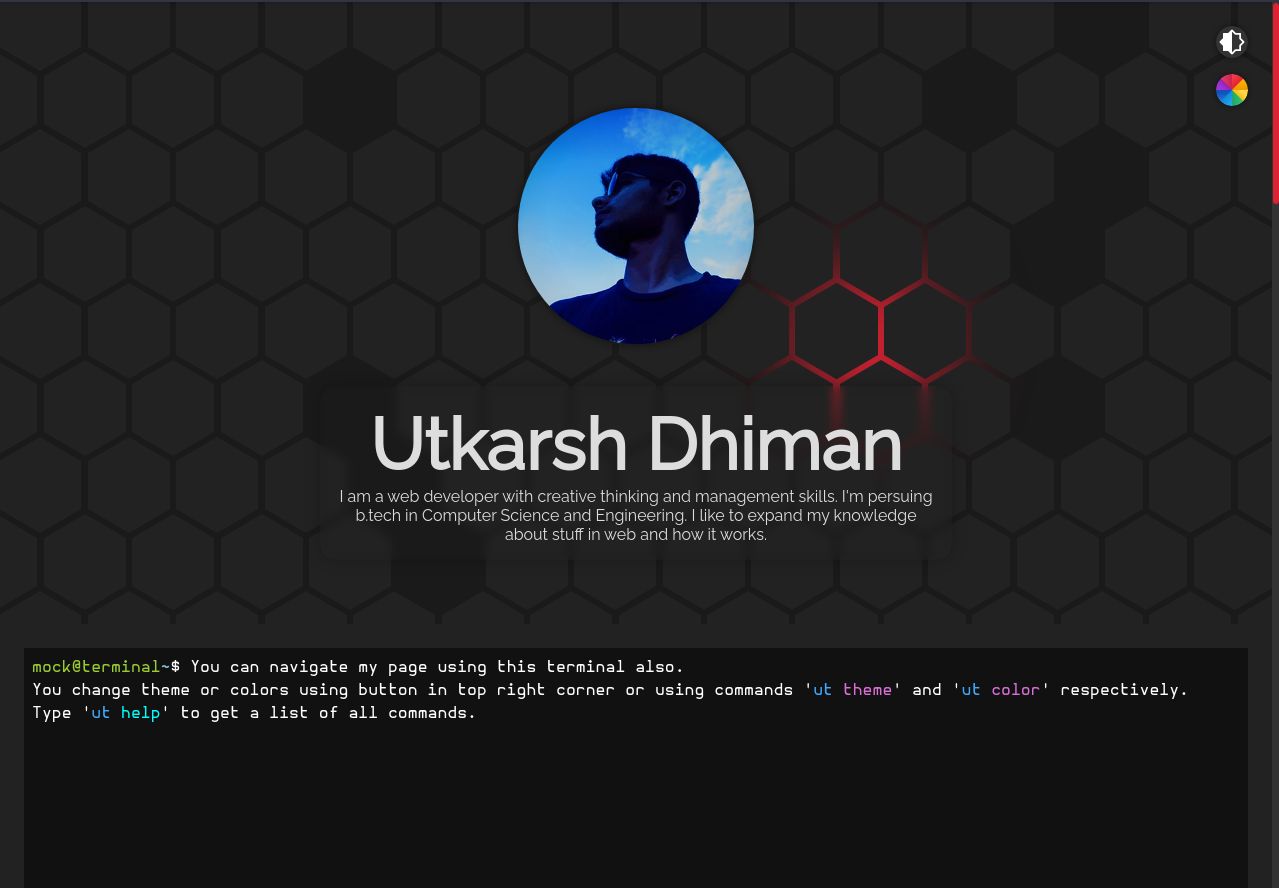 Utkarsh Dhiman
I am a web developer with creative thinking and management skills. I'm persuing
b.tech in Computer Science and Engineering. I like to expand my knowledge
about stuff in web and how it works.
mock@terminal~$ You can navigate my page using this terminal also.
You change theme or colors using button in top right corner or using commands 'ut theme' and 'ut color' respectively.
Type 'ut help' to get a list of all commands.